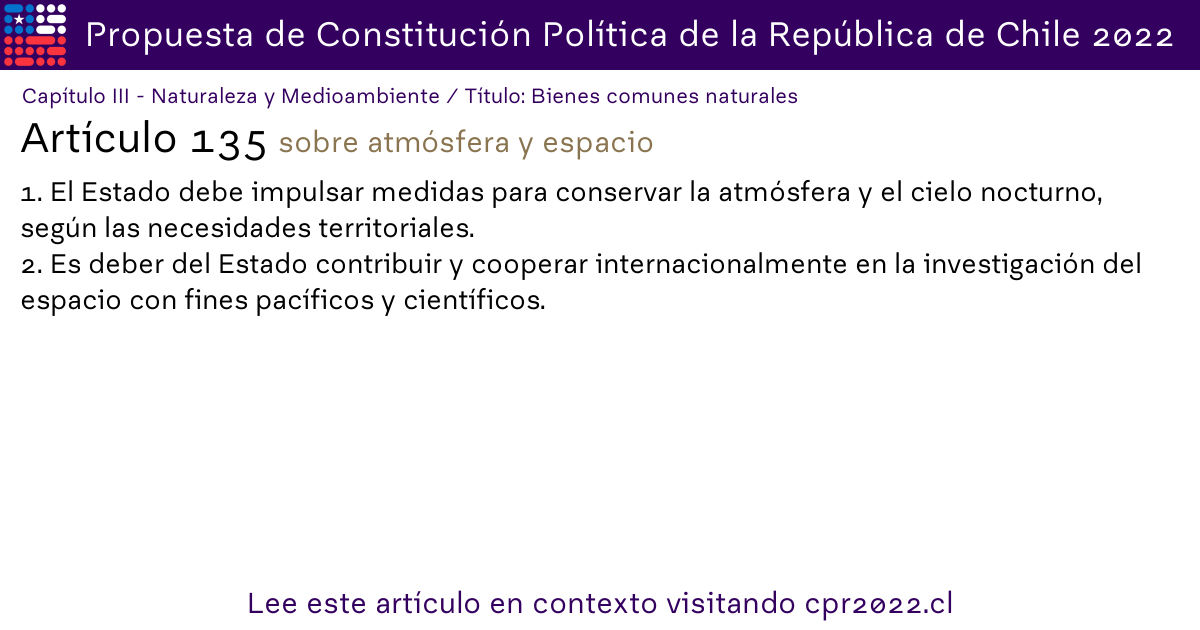 Propuesta de Constitución Política de la República de Chile 2022
Capítulo III - Naturaleza y Medioambiente / Título: Bienes comunes naturales
Artículo 135 sobre atmósfera y espacio
1. El Estado debe impulsar medidas para conservar la atmósfera y el cielo nocturno,
según las necesidades territoriales.
2. Es deber del Estado contribuir y cooperar internacionalmente en la investigación del
espacio con fines pacíficos y científicos.
Lee este artículo en contexto visitando cpr2022.cl